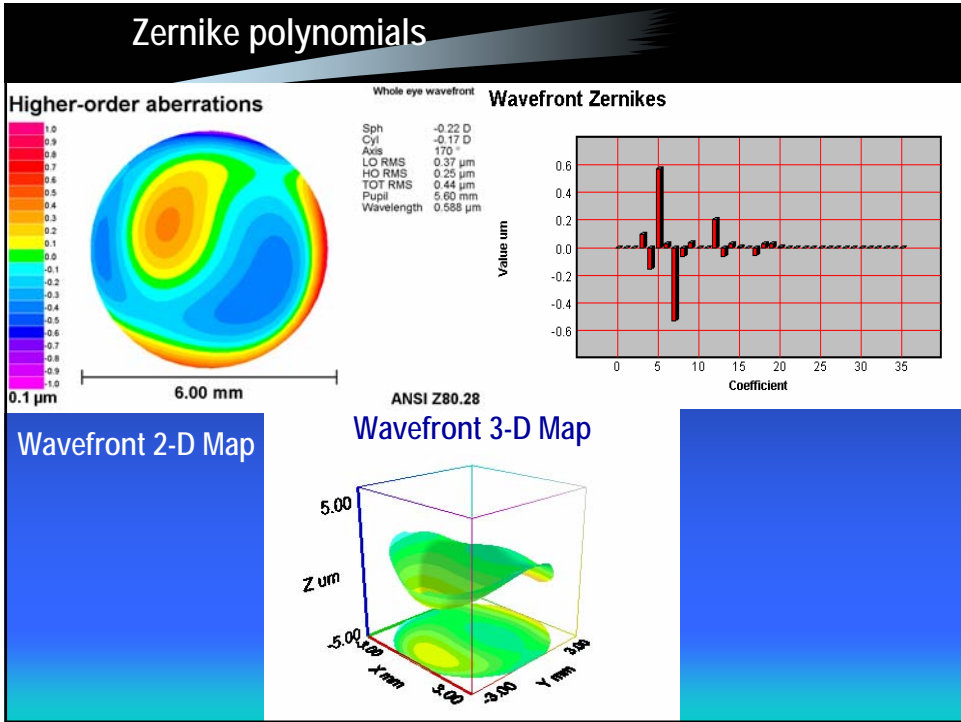 Zernike polynomials
Higher-order aberrations
Whole eye wavefront
Sph -0.22 D
Cyl -0.17 D
Axis 170 °
LO RMS 0.37 µm
HO RMS 0.25 µm
TOT RMS 0.44 µm
Pupil 5.60 mm
Wavelength 0.588 µm
1.0
0.9
0.8
0.7
0.6
0.5
0.4
0.3
0.2
0.1
0.0
-0.1
-0.2
-0.3
-0.4
-0.5
-0.6
-0.7
-0.8
-0.9
-1.0
0.1 µm
6.00 mm
ANSI Z80.28
Wavefront Zernikes
0.6
0.4
0.2
0.0
-0.2
-0.4
-0.6
Value um
0 5 10 15 20 25 30 35
Coefficient
Wavefront 2-D Map
Wavefront 3-D Map
5.00
Z um
-5.00
-3.00
X mm
3.00
-3.00
Y mm
3.00